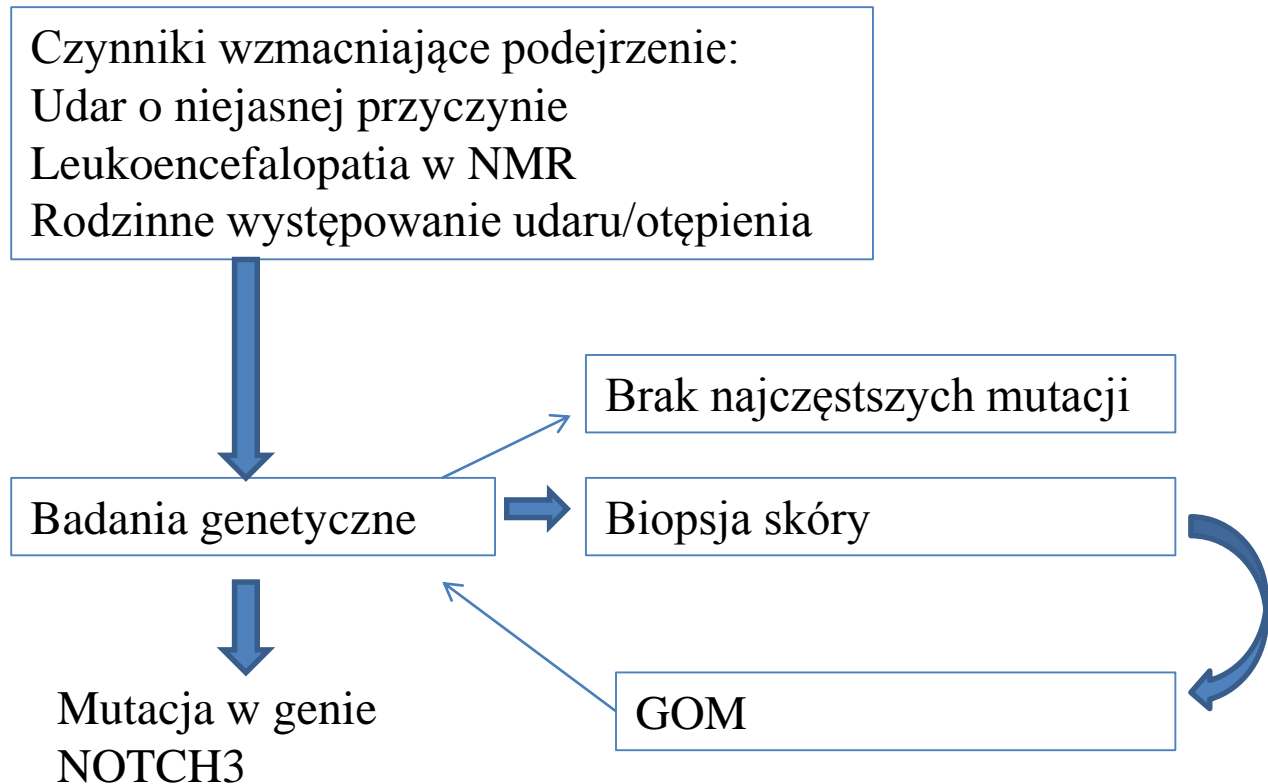 Czynniki wzmacniające podejrzenie:
Udar o niejasnej przyczynie
Leukoencefalopatia w NMR
Rodzinne występowanie udaru/otępienia
Brak najczęstszych mutacji
Badania genetyczne
Biopsja skóry
Mutacja w genie
NOTCH3
GOM